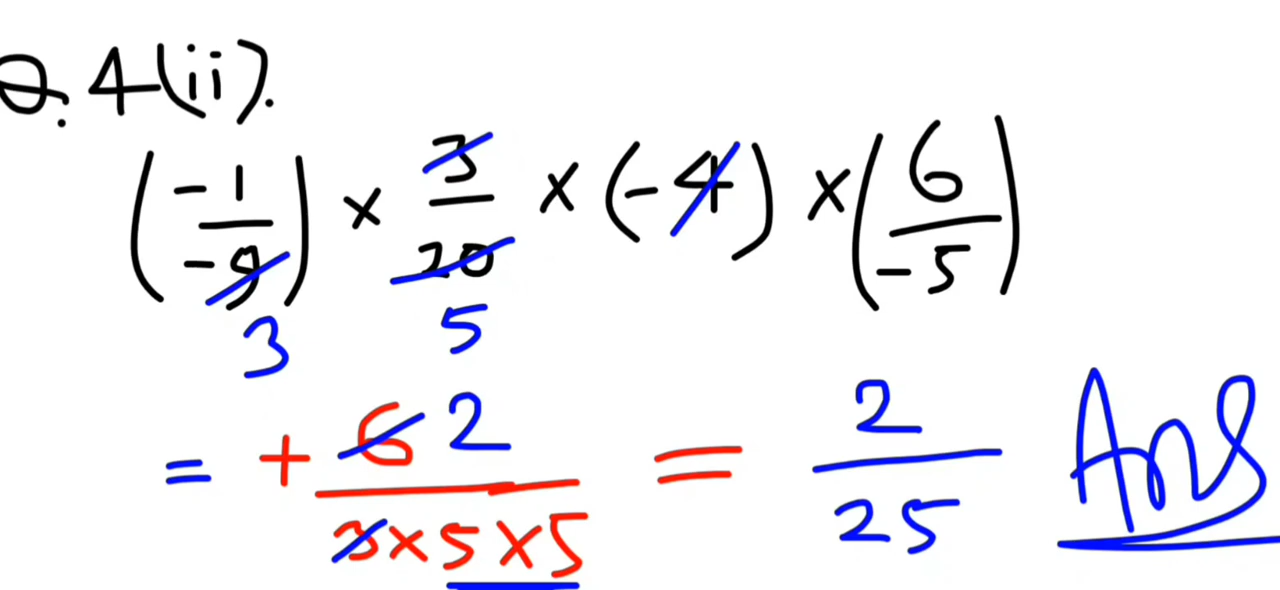 Q. 4(ii).
(-1/-9) × 3/20 × (-4) × (6/-5)
3 5
= + 6 2/3×5×5 = 2/25 Ans